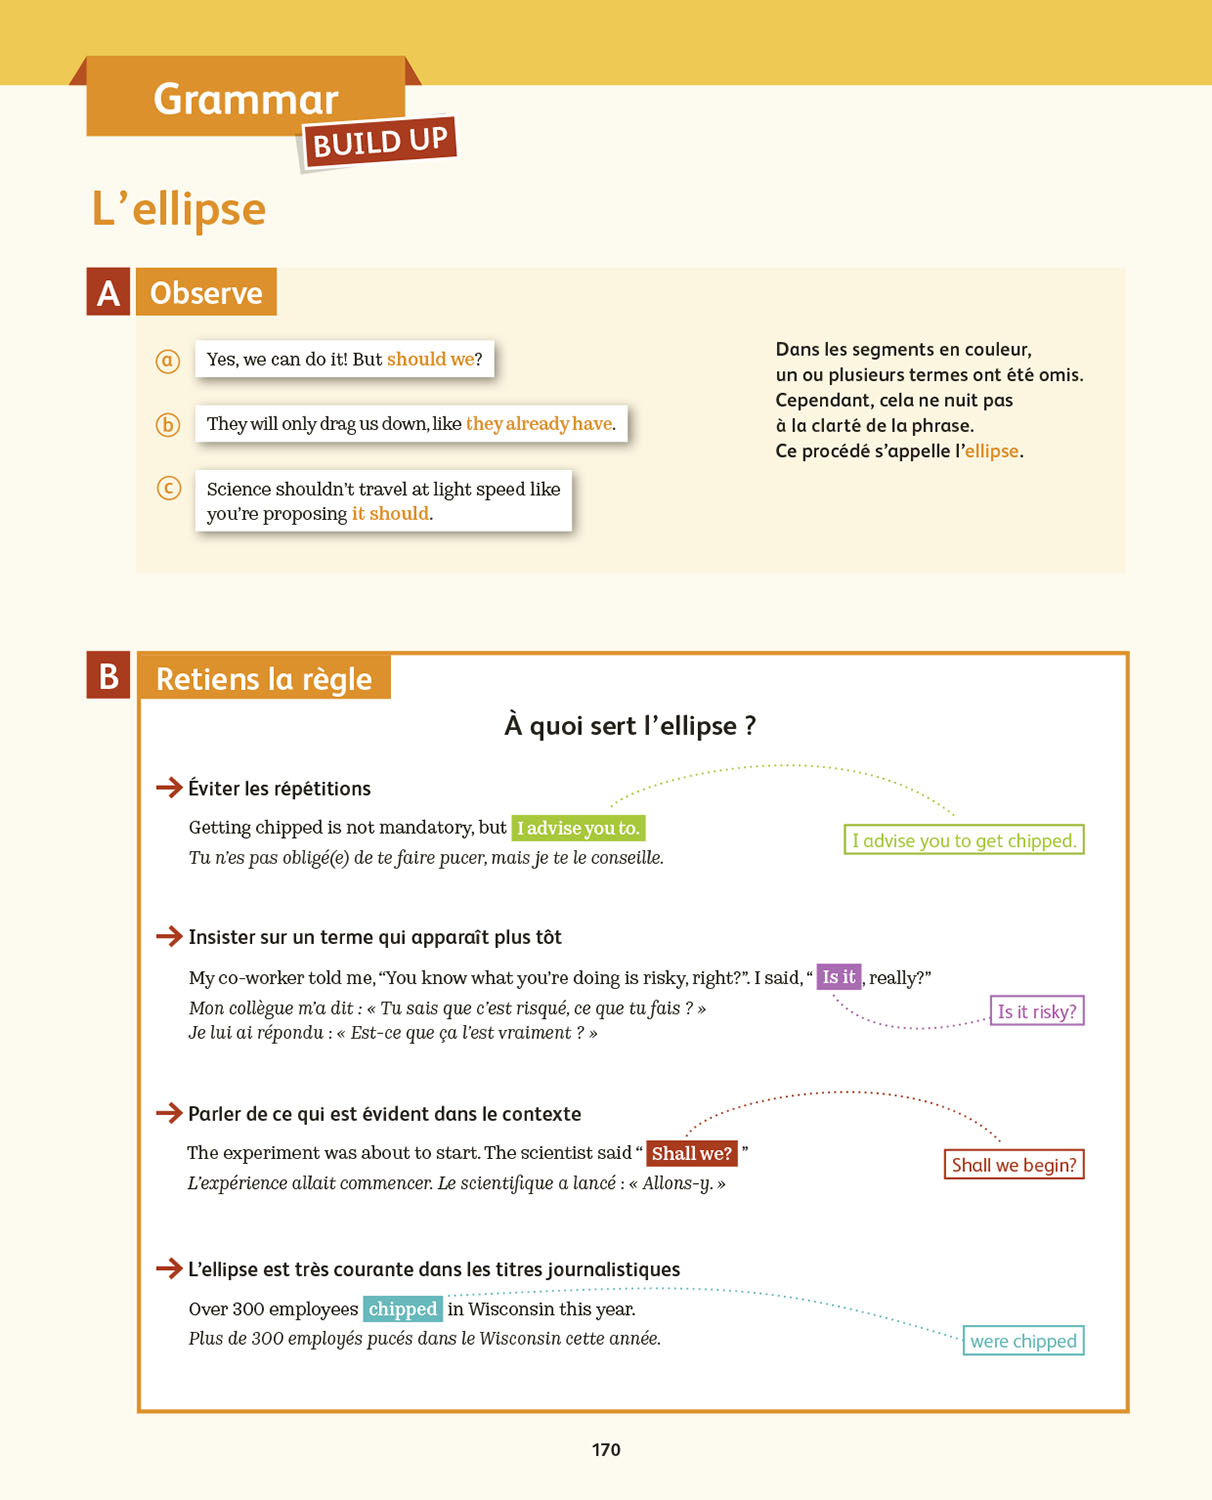 Grammar
BUILD UP
L'ellipse
A Observe
a Yes, we can do it! But should we?
b They will only drag us down, like they already have.
c Science shouldn't travel at light speed like
you're proposing it should.
Dans les segments en couleur,
un ou plusieurs termes ont été omis.
Cependant, cela ne nuit pas
à la clarté de la phrase.
Ce procédé s'appelle l'ellipse.
B Retiens la règle
À quoi sert l'ellipse ?
→ Éviter les répétitions
Getting chipped is not mandatory, but I advise you to.
I advise you to get chipped.
Tu n'es pas obligé(e) de te faire pucer, mais je te le conseille.
→ Insister sur un terme qui apparaît plus tôt
My co-worker told me, “You know what you're doing is risky, right?”. I said, “ Is it , really?”
Is it risky?
Mon collègue m'a dit : « Tu sais que c'est risqué, ce que tu fais ? »
Je lui ai répondu : « Est-ce que ça l'est vraiment ? »
→ Parler de ce qui est évident dans le contexte
The experiment was about to start. The scientist said “ Shall we? ”
Shall we begin?
L'expérience allait commencer. Le scientifique a lancé : « Allons-y. »
→ L'ellipse est très courante dans les titres journalistiques
Over 300 employees chipped in Wisconsin this year.
were chipped
Plus de 300 employés pucés dans le Wisconsin cette année.
170